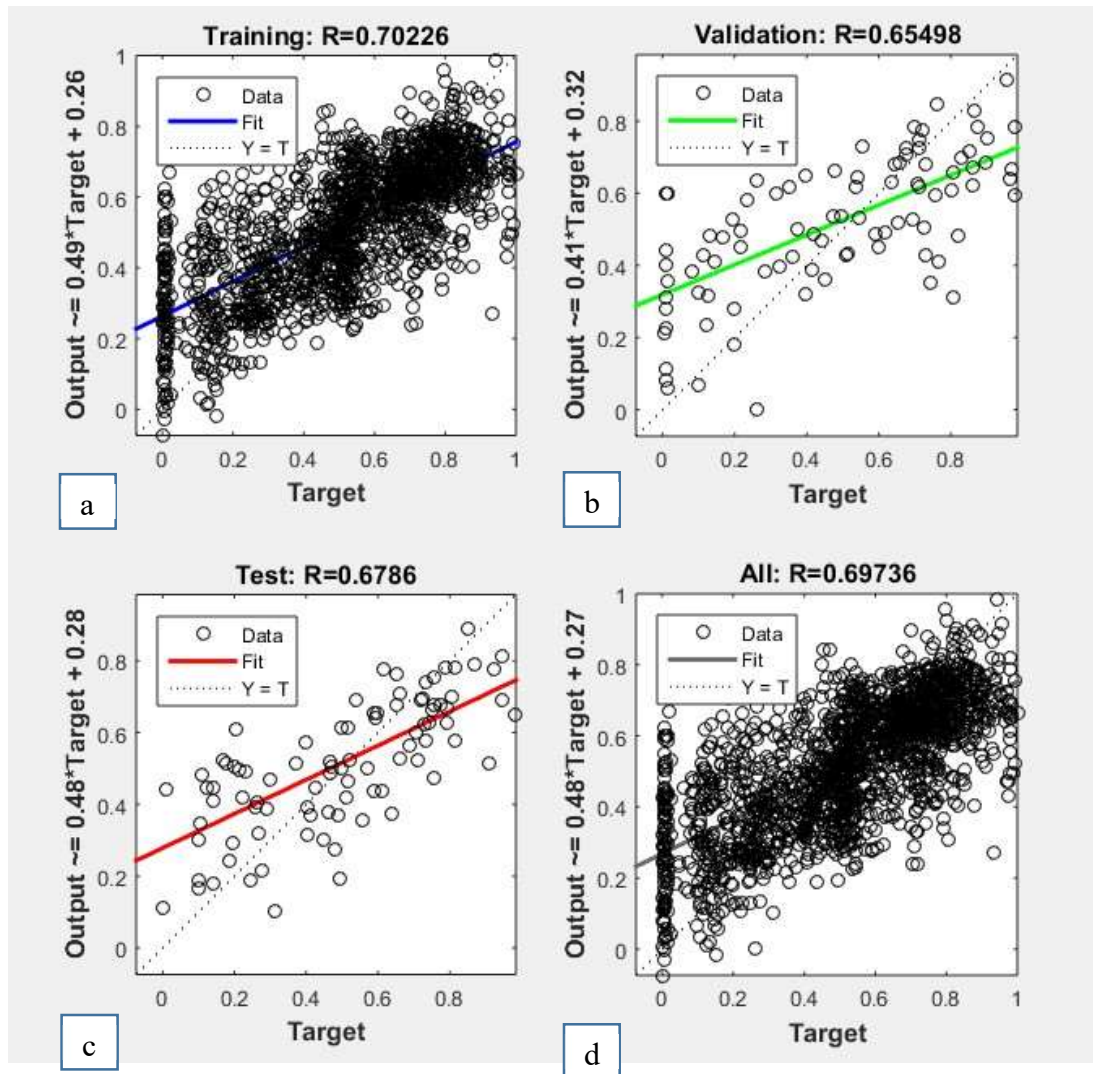 Training: R=0.70226
Output ~= 0.49*Target + 0.26
1
0.8
0.6
0.4
0.2
0
Data
Fit
Y = T
0
0.2
0.4
0.6
0.8
1
Target
a
Validation: R=0.65498
Output ~= 0.41*Target + 0.32
0.8
0.6
0.4
0.2
0
Data
Fit
Y = T
0
0.2
0.4
0.6
0.8
Target
b
Test: R=0.6786
Output ~= 0.48*Target + 0.28
0.8
0.6
0.4
0.2
0
Data
Fit
Y = T
0
0.2
0.4
0.6
0.8
Target
c
All: R=0.69736
Output ~= 0.48*Target + 0.27
1
0.8
0.6
0.4
0.2
0
Data
Fit
Y = T
0
0.2
0.4
0.6
0.8
1
Target
d